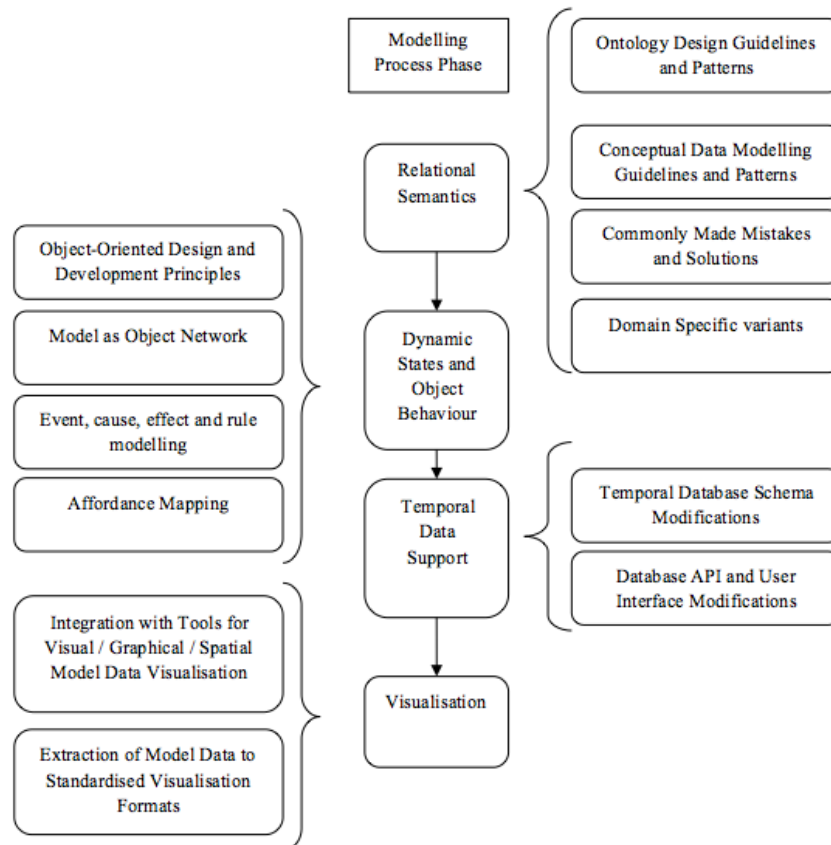 Modelling
Process Phase
Ontology Design Guidelines
and Patterns
Relational
Semantics
Conceptual Data Modelling
Guidelines and Patterns
Commonly Made Mistakes
and Solutions
Domain Specific variants
Object-Oriented Design and
Development Principles
Model as Object Network
Event, cause, effect and rule
modelling
Affordance Mapping
Dynamic
States and
Object
Behaviour
Temporal
Data
Support
Temporal Database Schema
Modifications
Database API and User
Interface Modifications
Integration with Tools for
Visual / Graphical / Spatial
Model Data Visualisation
Extraction of Model Data to
Standardised Visualisation
Formats
Visualisation